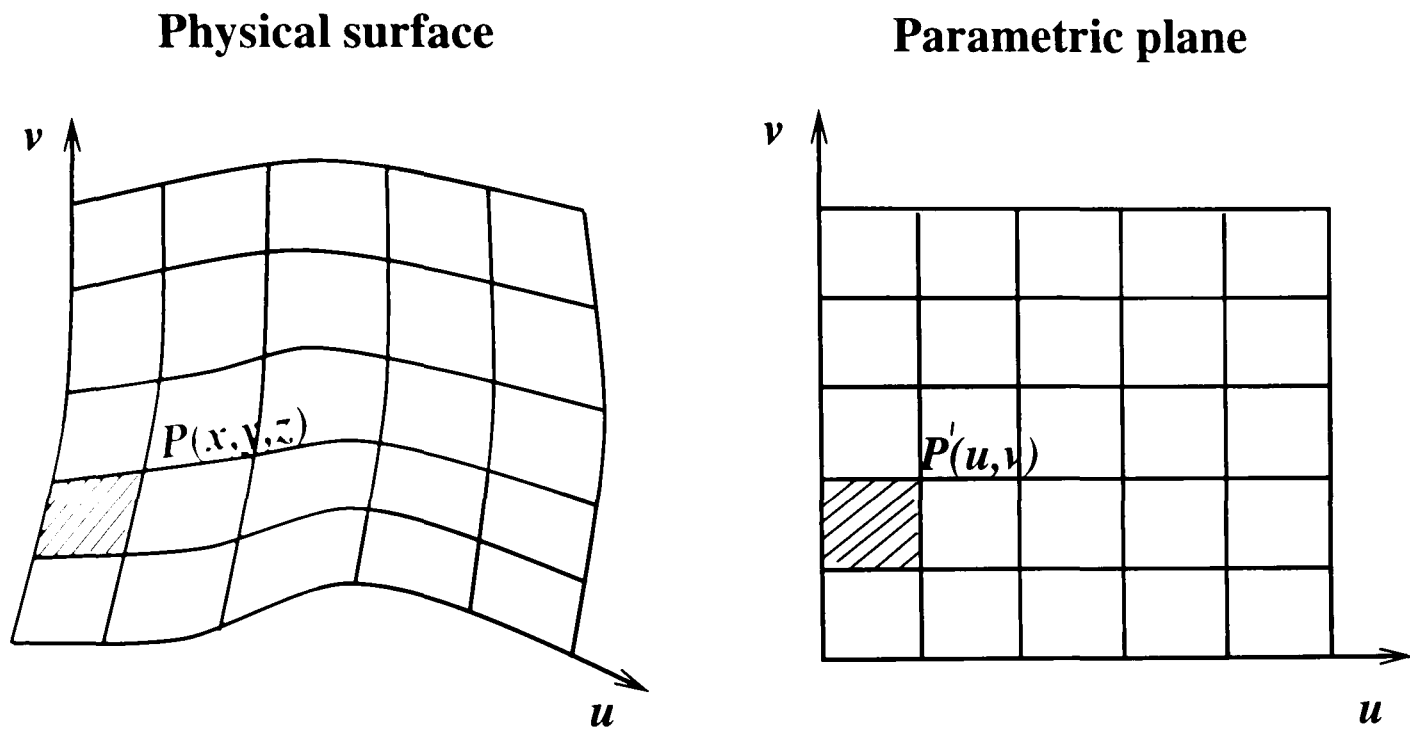 Physical surface
Parametric plane
v
v
P(x,y,z)
P'(u,v)
u
u